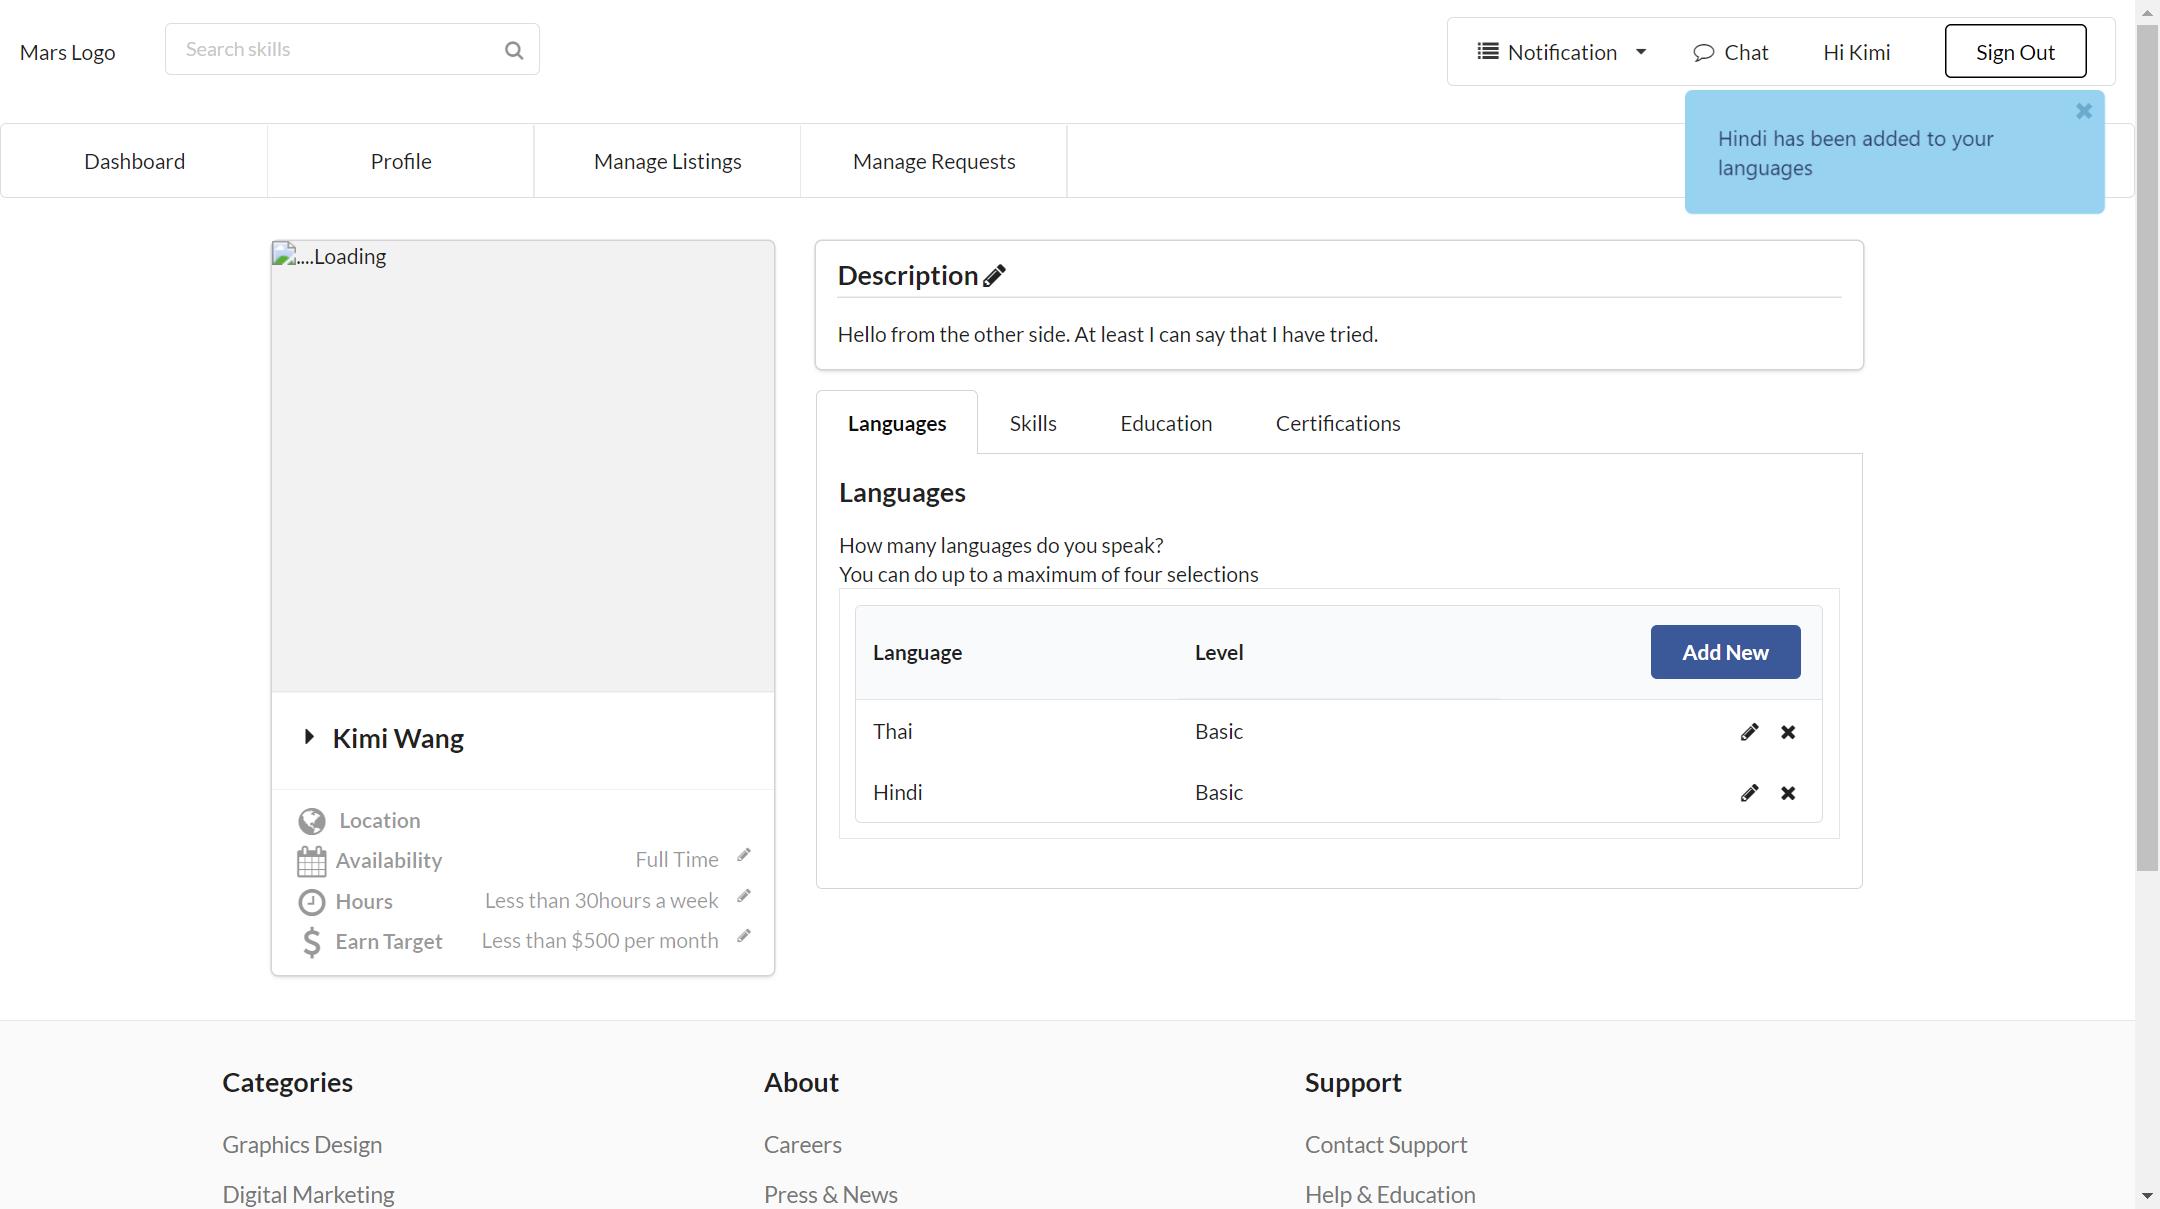 Mars Logo
Search skills
Notification
Chat
Hi Kimi
Sign Out
Hindi has been added to your
languages
Dashboard
Profile
Manage Listings
Manage Requests
....Loading
Kimi Wang
Location
Availability Full Time
Hours Less than 30hours a week
Earn Target Less than $500 per month
Description
Hello from the other side. At least I can say that I have tried.
Languages
Skills
Education
Certifications
Languages
How many languages do you speak?
You can do up to a maximum of four selections
Language Level Add New
Thai Basic
Hindi Basic
Categories
Graphics Design
Digital Marketing
About
Careers
Press & News
Support
Contact Support
Help & Education